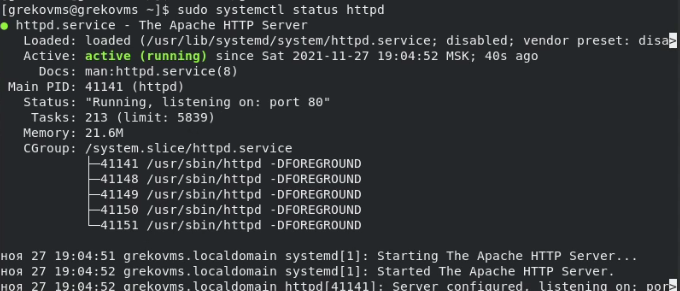 [grekovms@grekovms ~]$ sudo systemctl status httpd
● httpd.service - The Apache HTTP Server
   Loaded: loaded (/usr/lib/systemd/system/httpd.service; disabled; vendor preset: disa>
   Active: active (running) since Sat 2021-11-27 19:04:52 MSK; 40s ago
     Docs: man:httpd.service(8)
 Main PID: 41141 (httpd)
   Status: "Running, listening on: port 80"
    Tasks: 213 (limit: 5839)
   Memory: 21.6M
   CGroup: /system.slice/httpd.service
           ├─41141 /usr/sbin/httpd -DFOREGROUND
           ├─41148 /usr/sbin/httpd -DFOREGROUND
           ├─41149 /usr/sbin/httpd -DFOREGROUND
           ├─41150 /usr/sbin/httpd -DFOREGROUND
           └─41151 /usr/sbin/httpd -DFOREGROUND
ноя 27 19:04:51 grekovms.localdomain systemd[1]: Starting The Apache HTTP Server...
ноя 27 19:04:52 grekovms.localdomain systemd[1]: Started The Apache HTTP Server.
ноя 27 19:04:52 grekovms.localdomain httpd[41141]: Server configured, listening on: por>